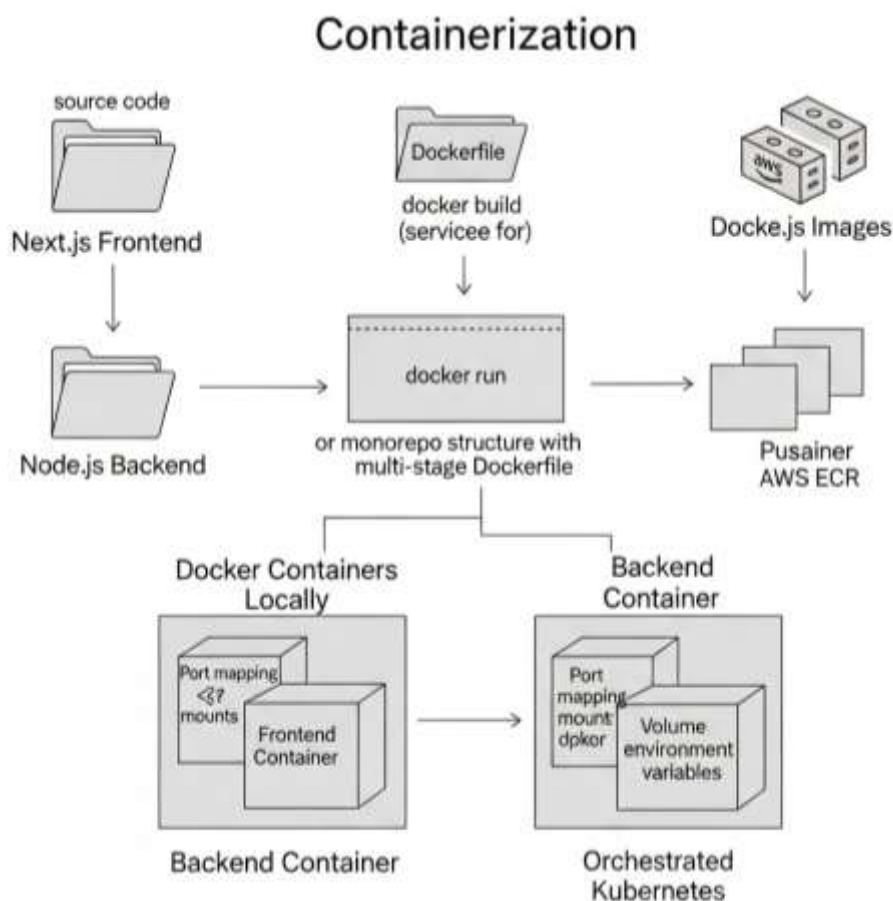 Containerization
source code
Next.js Frontend
Node.js Backend
Dockerfile
docker build
(servicee for)
docker run
or monorepo structure with
multi-stage Dockerfile
aws
Docke.js Images
Pusainer
AWS ECR
Docker Containers
Locally
Port mapping
mounts
Frontend
Container
Backend Container
Backend
Container
Port
mapping
mount
dpkor
Volume
environment
variables
Orchestrated
Kubernetes